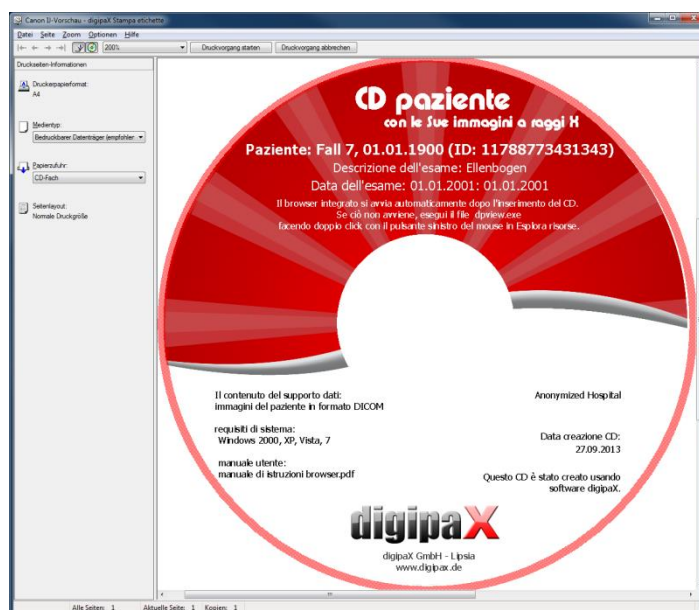 Canon IJ-Vorschau - digipaX Stampa etichette
Datei Seite Zoom Optionen Hilfe
200% Druckvorgang starten Druckvorgang abbrechen
Druckseiten-Informationen
Druckerpapierformat:
A4
Medientyp:
Bedruckbarer Datenträger (empfohler
Papierzufuhr:
CD-Fach
Seitenlayout:
Normale Druckgröße
CD paziente
con le Sue immagini a raggi X
Paziente: Fall 7, 01.01.1900 (ID: 11788773431343)
Descrizione dell'esame: Ellenbogen
Data dell'esame: 01.01.2001: 01.01.2001
Il browser integrato si avvia automaticamente dopo l'inserimento del CD.
Se ciò non avviene, esegui il file dpview.exe
facendo doppio click con il pulsante sinistro del mouse in Esplora risorse.
Il contenuto del supporto dati:
immagini del paziente in formato DICOM
requisiti di sistema:
Windows 2000, XP, Vista, 7
manuale utente:
manuale di istruzioni browser.pdf
Anonymized Hospital
Data creazione CD:
27.09.2013
Questo CD è stato creato usando
software digipaX.
digipaX
digipaX GmbH - Lipsia
www.digipax.de
Alle Seiten: 1 Aktuelle Seite: 1 Kopien: 1